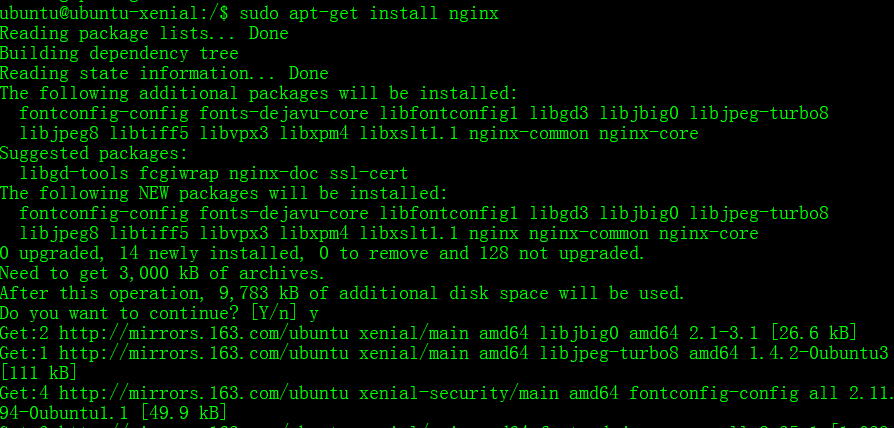 ubuntu@ubuntu-xenial:/$ sudo apt-get install nginx
Reading package lists... Done
Building dependency tree
Reading state information... Done
The following additional packages will be installed:
  fontconfig-config fonts-dejavu-core libfontconfig1 libgd3 libjbig0 libjpeg-turbo8
  libjpeg8 libtiff5 libvpx3 libxpm4 libxslt1.1 nginx-common nginx-core
Suggested packages:
  libgd-tools fcgiwrap nginx-doc ssl-cert
The following NEW packages will be installed:
  fontconfig-config fonts-dejavu-core libfontconfig1 libgd3 libjbig0 libjpeg-turbo8
  libjpeg8 libtiff5 libvpx3 libxpm4 libxslt1.1 nginx nginx-common nginx-core
0 upgraded, 14 newly installed, 0 to remove and 128 not upgraded.
Need to get 3,000 kB of archives.
After this operation, 9,783 kB of additional disk space will be used.
Do you want to continue? [Y/n] y
Get:2 http://mirrors.163.com/ubuntu xenial/main amd64 libjbig0 amd64 2.1-3.1 [26.6 kB]
Get:1 http://mirrors.163.com/ubuntu xenial/main amd64 libjpeg-turbo8 amd64 1.4.2-0ubuntu3
[111 kB]
Get:4 http://mirrors.163.com/ubuntu xenial-security/main amd64 fontconfig-config all 2.11.
94-0ubuntu1.1 [49.9 kB]